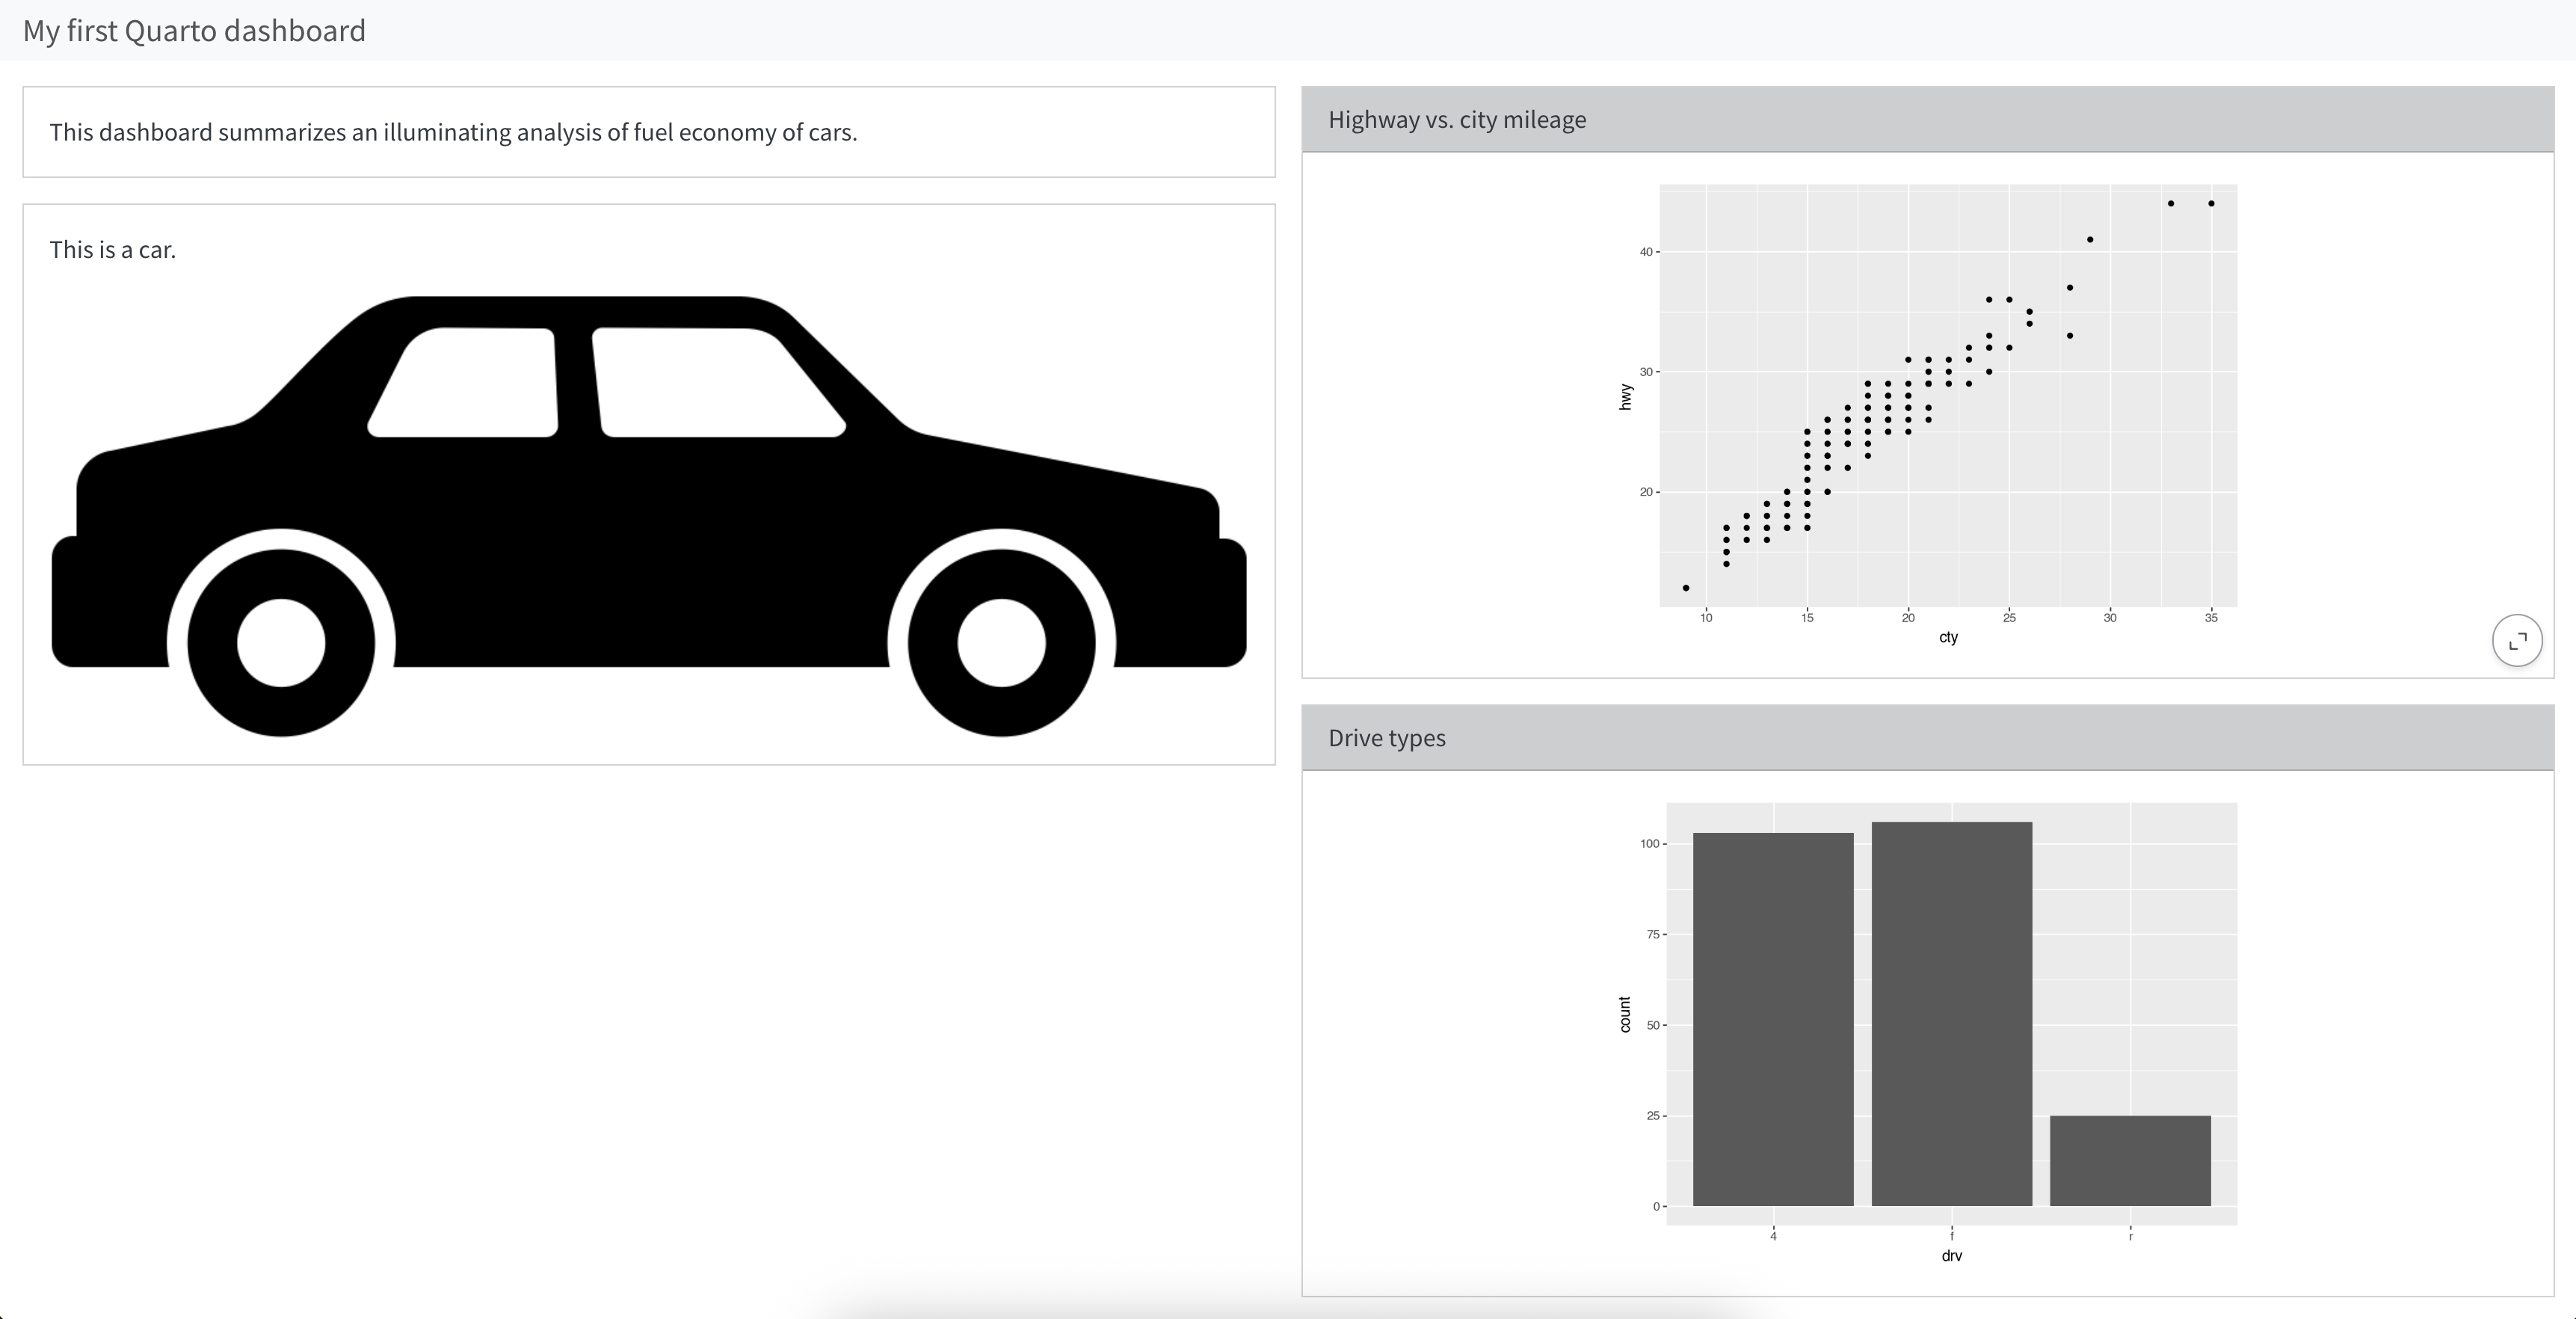 My first Quarto dashboard
This dashboard summarizes an illuminating analysis of fuel economy of cars.
This is a car.
Highway vs. city mileage
40
30
20
hwy
10 15 20 25 30 35
cty
Drive types
100
75
50
25
0
count
4 f r
drv